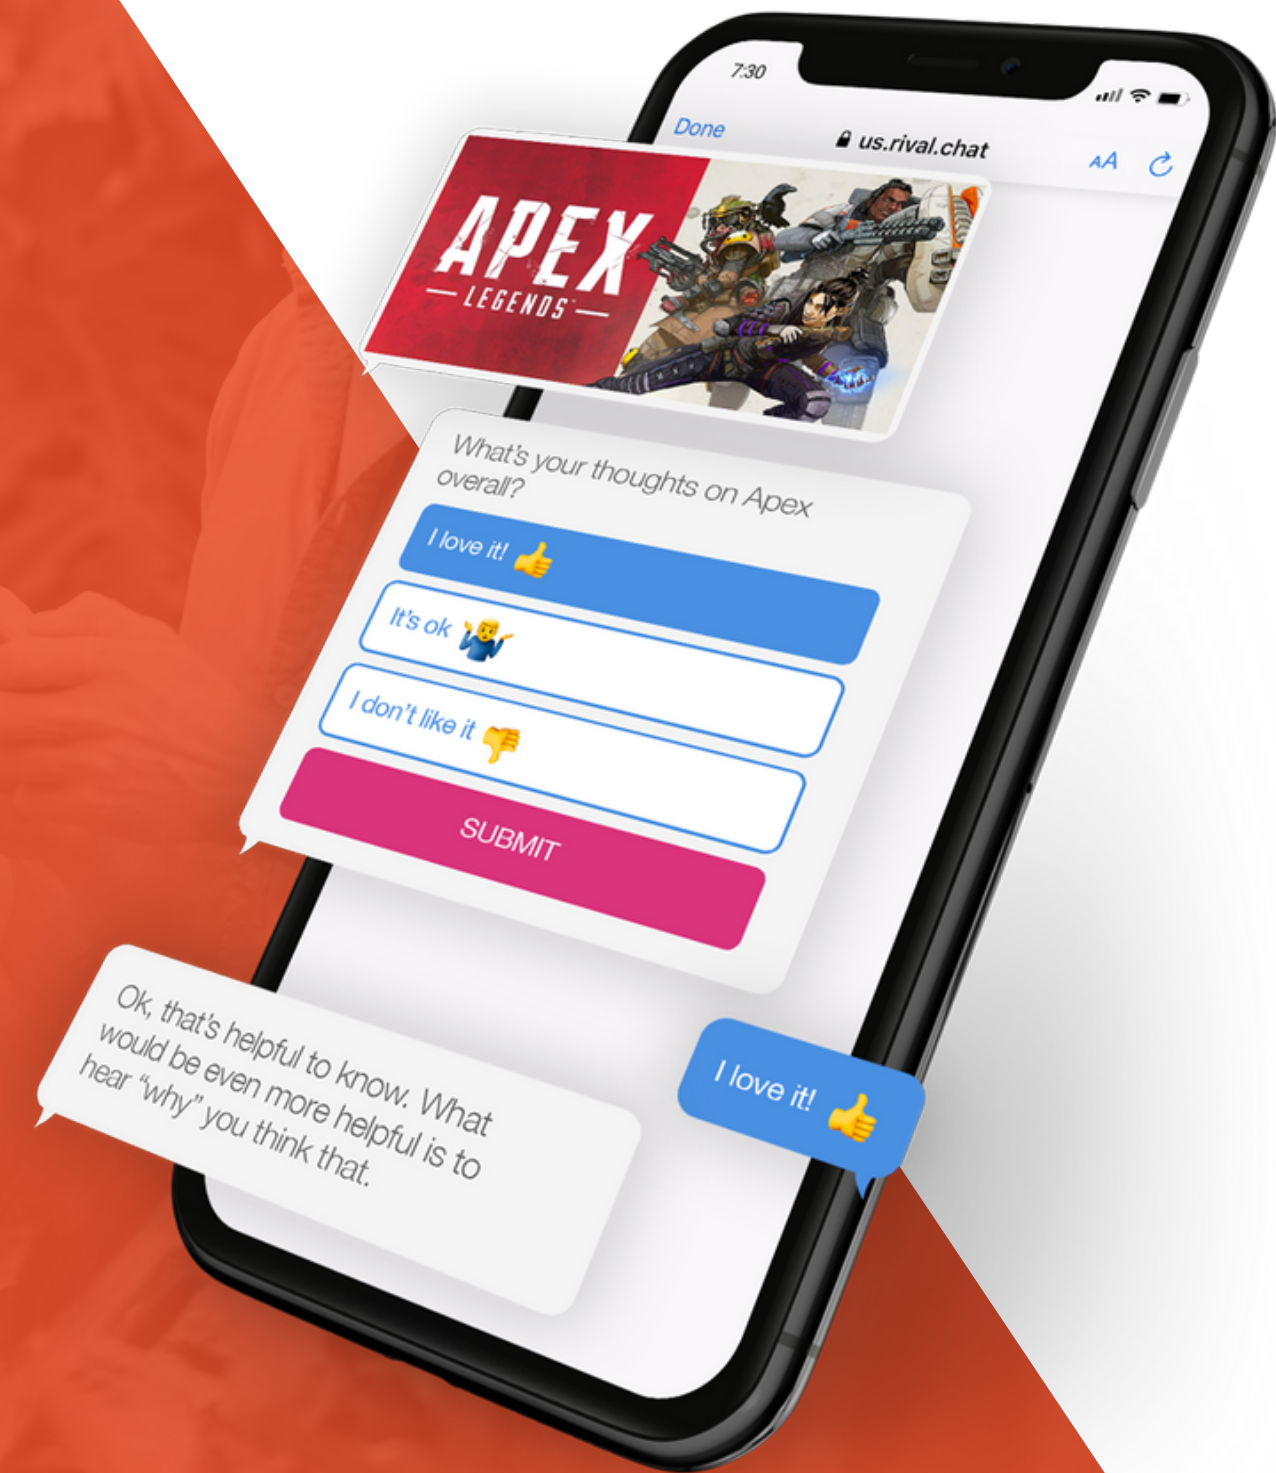 7:30
Done
us.rival.chat
AA
APEX
LEGENDS
What's your thoughts on Apex
overall?
I love it! 👍
It's ok 🤷‍♂️
I don't like it 👎
SUBMIT
I love it! 👍
Ok, that's helpful to know. What
would be even more helpful is to
hear “why” you think that.